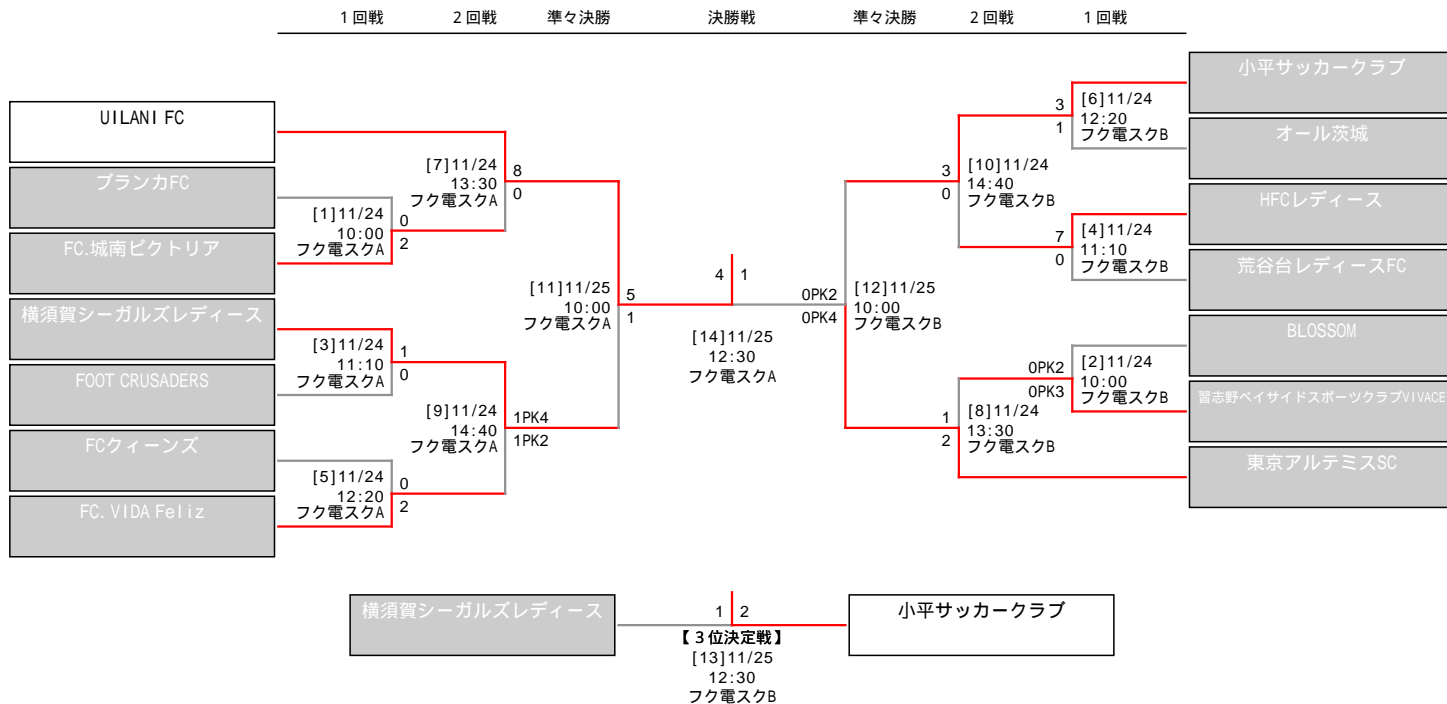 1回戦 2回戦 準々決勝 決勝戦 準々決勝 2回戦 1回戦
UILANI FC
ブランカFC
FC.城南ビクトリア
横須賀シーガルズレディース
FOOT CRUSADERS
FCクィーンズ
FC.VIDA Feliz
[1]11/24
10:00
フク電スクA
0
2
[3]11/24
11:10
フク電スクA
1
0
[5]11/24
12:20
フク電スクA
0
2
[7]11/24
13:30
フク電スクA
8
0
[9]11/24
14:40
フク電スクA
1PK4
1PK2
[11]11/25
10:00
フク電スクA
5
1
4 1
[14]11/25
12:30
フク電スクA
0PK2
0PK4
[12]11/25
10:00
フク電スクB
3
0
[10]11/24
14:40
フク電スクB
1
2
[8]11/24
13:30
フク電スクB
3
1
[6]11/24
12:20
フク電スクB
7
0
[4]11/24
11:10
フク電スクB
0PK2
0PK3
[2]11/24
10:00
フク電スクB
小平サッカークラブ
オール茨城
HFCレディース
荒谷台レディースFC
BLOSSOM
習志野ベイサイドスポーツクラブVIVACE
東京アルテミスSC
横須賀シーガルズレディース
1 2
小平サッカークラブ
【３位決定戦】
[13]11/25
12:30
フク電スクB